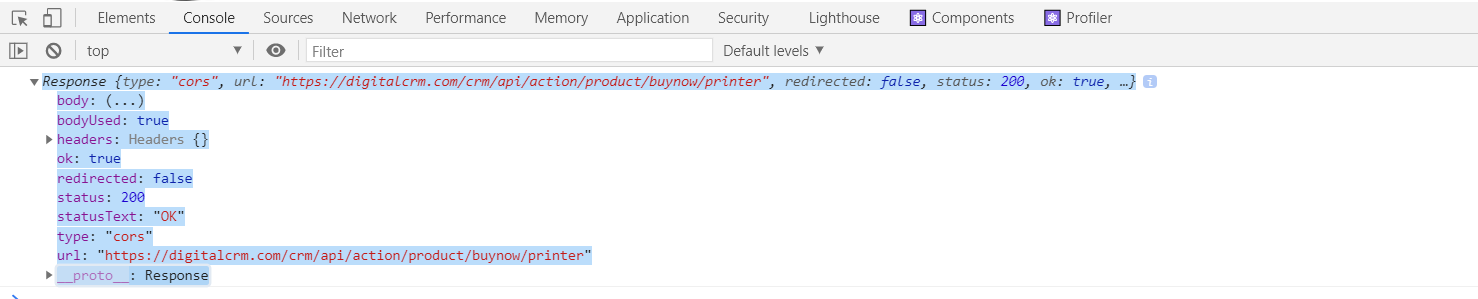 Elements Console Sources Network Performance Memory Application Security Lighthouse Components Profiler
top Filter Default levels
Response {type: "cors", url: "https://digitalcrm.com/crm/api/action/product/buynow/printer", redirected: false, status: 200, ok: true, …} i
body: (...)
bodyUsed: true
headers: Headers {}
ok: true
redirected: false
status: 200
statusText: "OK"
type: "cors"
url: "https://digitalcrm.com/crm/api/action/product/buynow/printer"
__proto__: Response